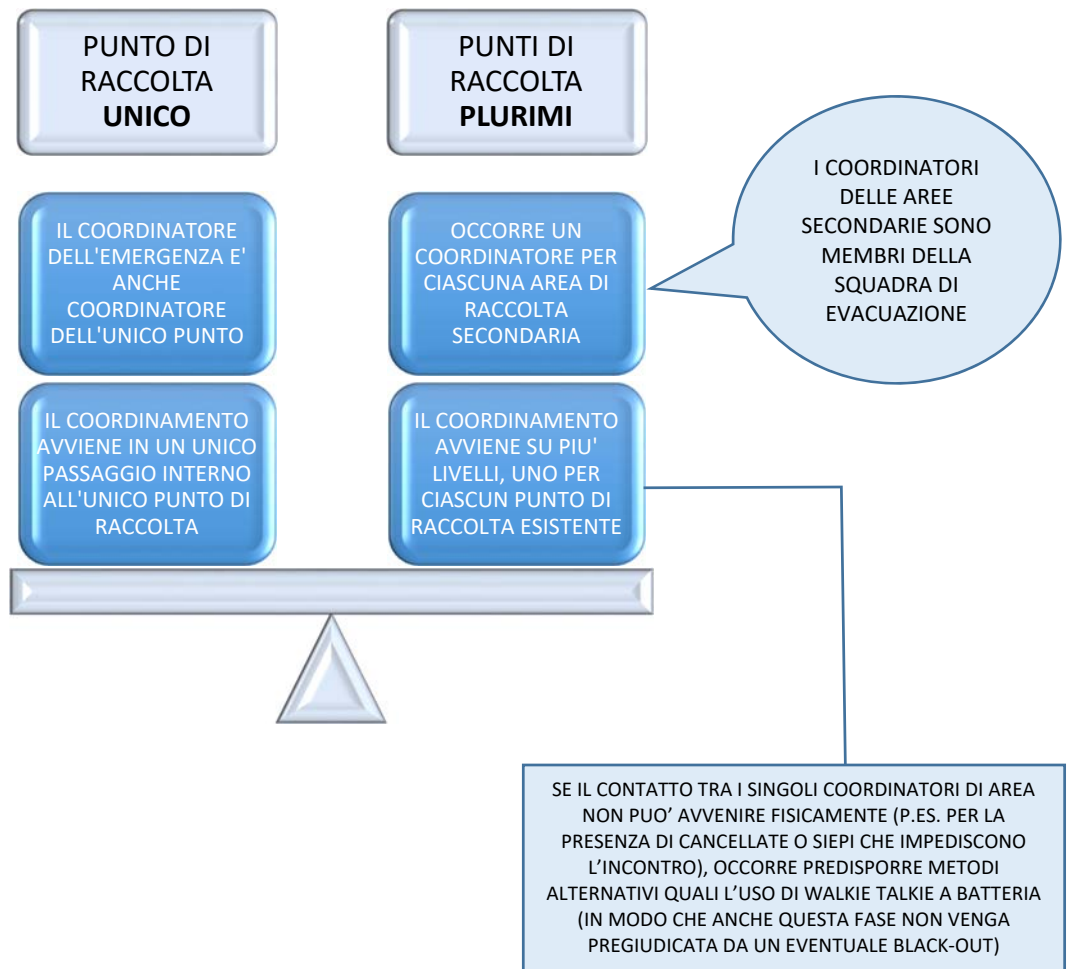 PUNTO DI
RACCOLTA
UNICO
PUNTI DI
RACCOLTA
PLURIMI
IL COORDINATORE
DELL'EMERGENZA E'
ANCHE
COORDINATORE
DELL'UNICO PUNTO
OCCORRE UN
COORDINATORE PER
CIASCUNA AREA DI
RACCOLTA
SECONDARIA
I COORDINATORI
DELLE AREE
SECONDARIE SONO
MEMBRI DELLA
SQUADRA DI
EVACUAZIONE
IL COORDINAMENTO
AVVIENE IN UN UNICO
PASSAGGIO INTERNO
ALL'UNICO PUNTO DI
RACCOLTA
IL COORDINAMENTO
AVVIENE SU PIU'
LIVELLI, UNO PER
CIASCUN PUNTO DI
RACCOLTA ESISTENTE
SE IL CONTATTO TRA I SINGOLI COORDINATORI DI AREA
NON PUO’ AVVENIRE FISICAMENTE (P.ES. PER LA
PRESENZA DI CANCELLATE O SIEPI CHE IMPEDISCONO
L’INCONTRO), OCCORRE PREDISPORRE METODI
ALTERNATIVI QUALI L’USO DI WALKIE TALKIE A BATTERIA
(IN MODO CHE ANCHE QUESTA FASE NON VENGA
PREGIUDICATA DA UN EVENTUALE BLACK-OUT)